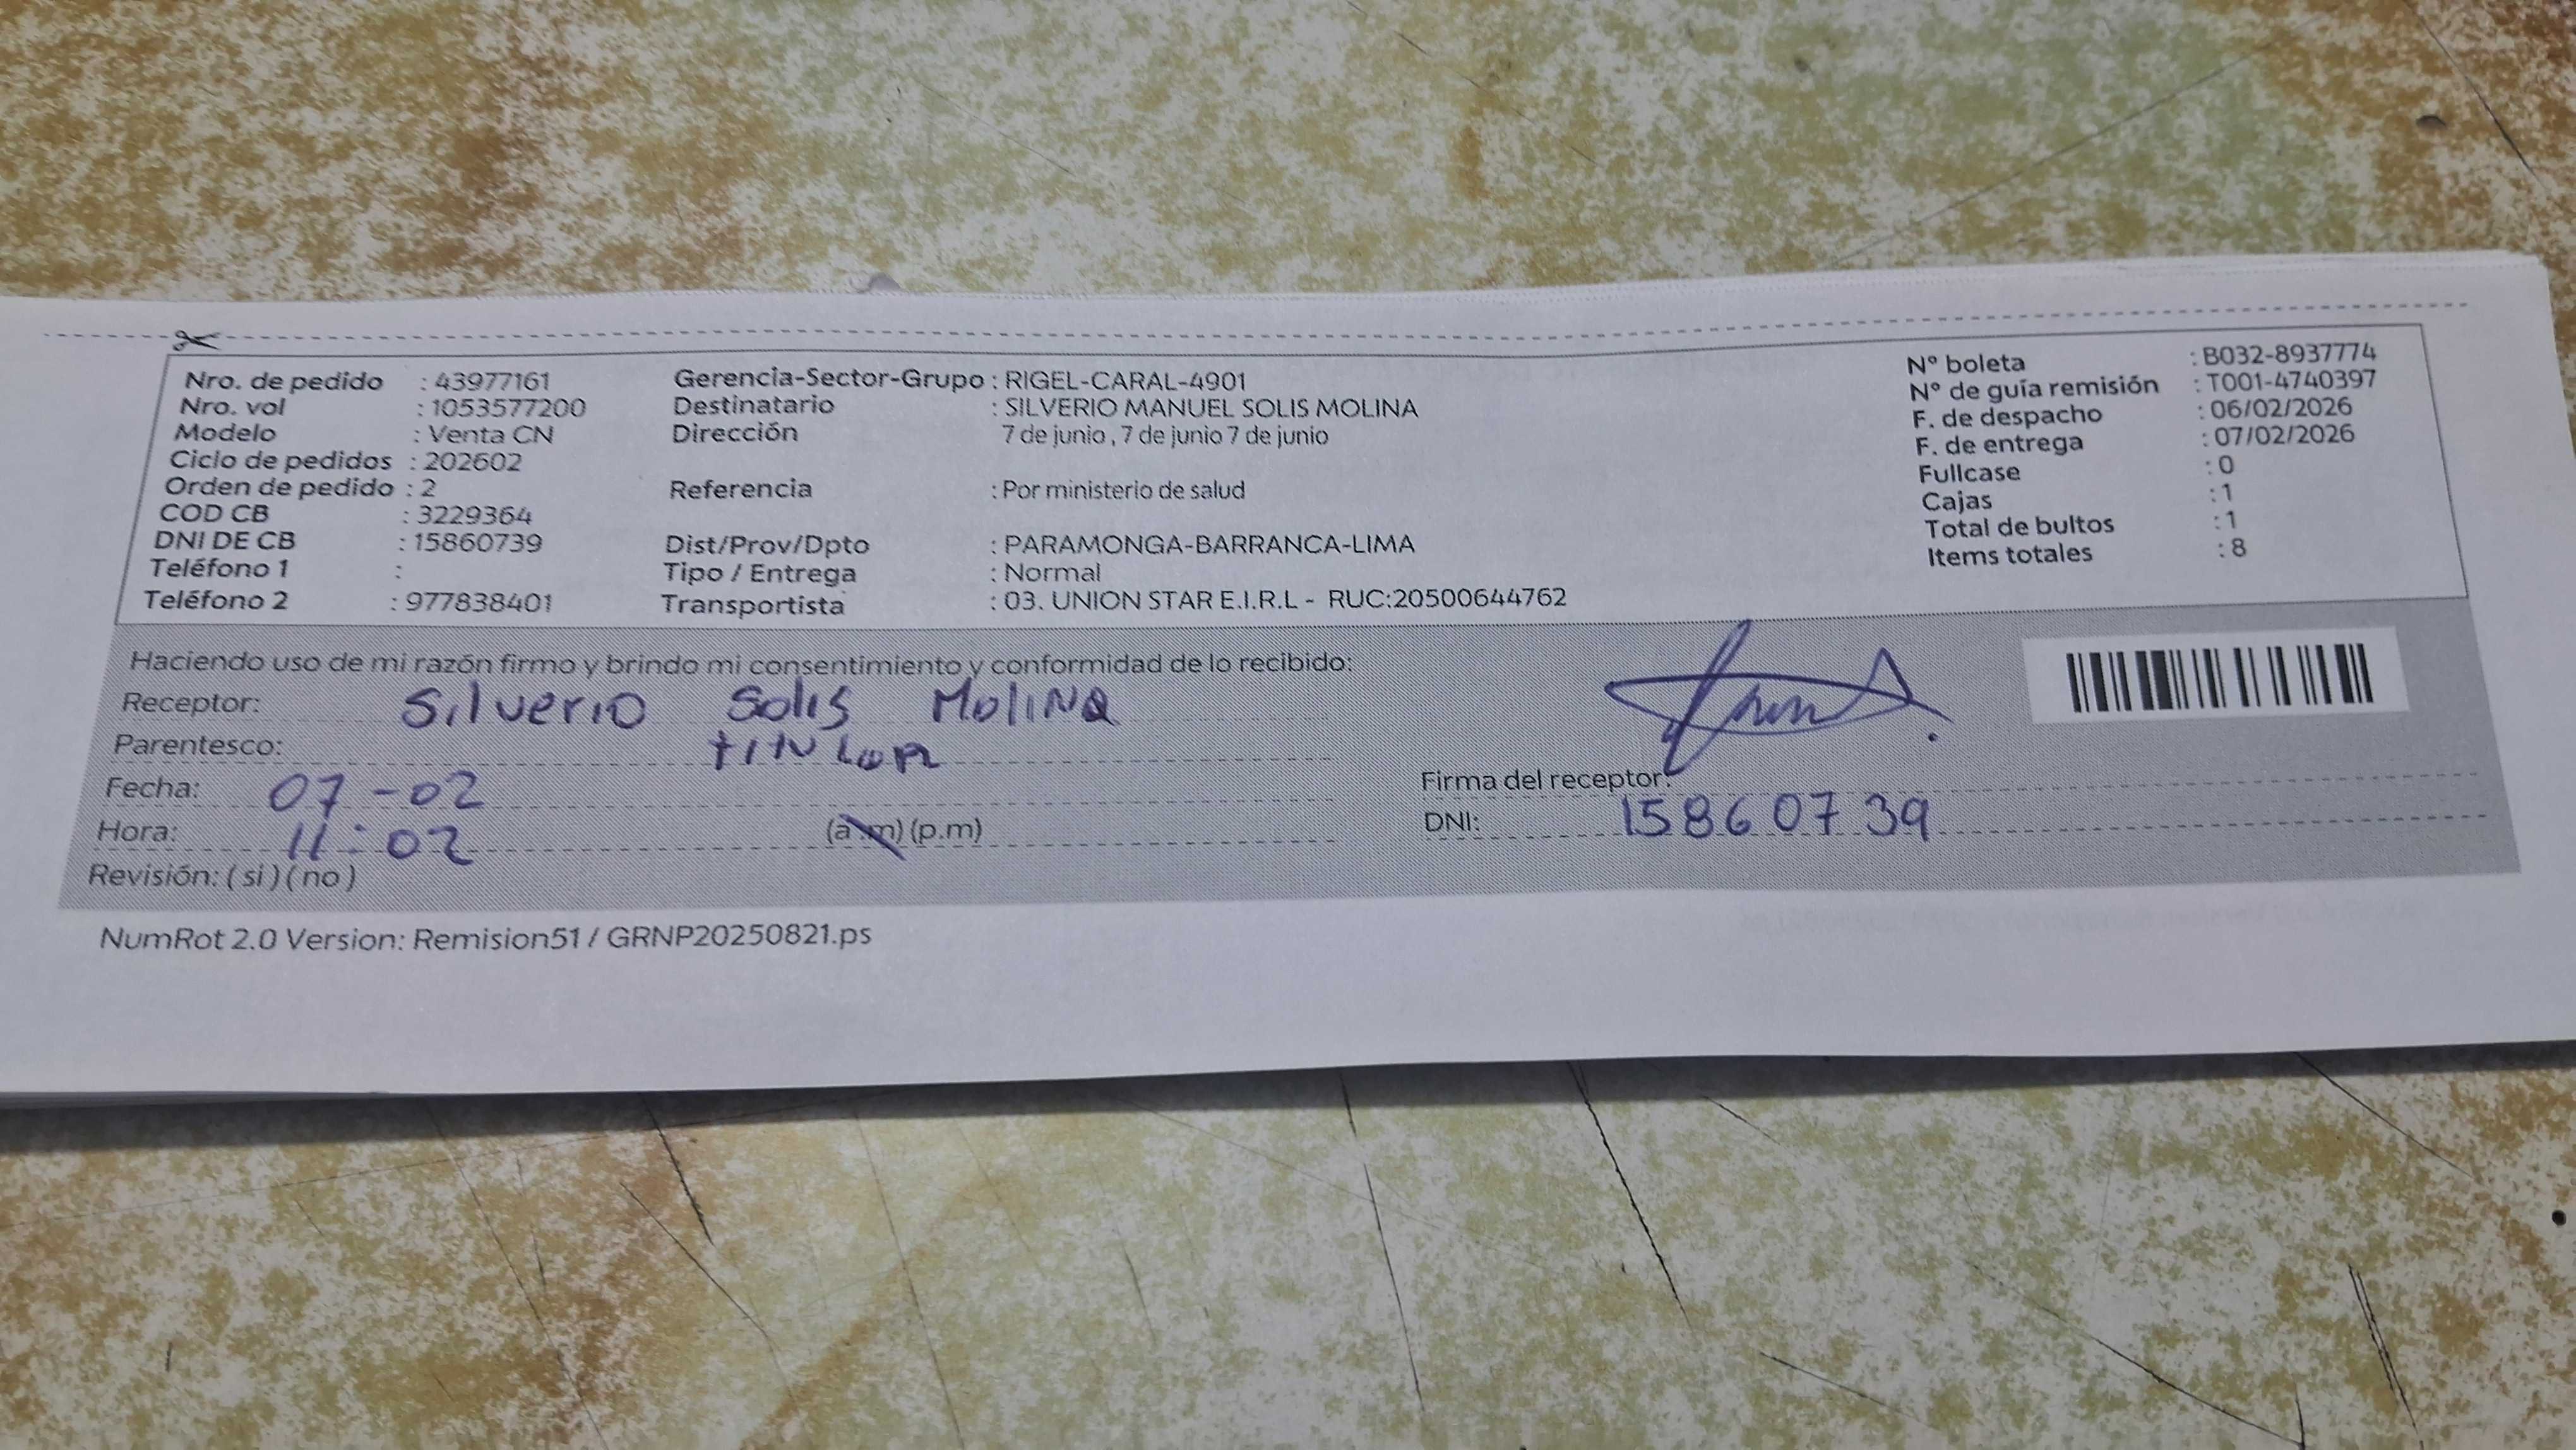 Nro. de pedido : 43977161
Nro. vol : 1053577200
Modelo : Venta CN
Ciclo de pedidos : 202602
Orden de pedido : 2
COD CB : 3229364
DNI DE CB : 15860739
Teléfono 1 :
Teléfono 2 : 977838401
Gerencia-Sector-Grupo : RIGEL-CARAL-4901
Destinatario : SILVERIO MANUEL SOLIS MOLINA
Dirección 7 de junio , 7 de junio 7 de junio
Referencia : Por ministerio de salud
Dist/Prov/Dpto : PARAMONGA-BARRANCA-LIMA
Tipo / Entrega : Normal
Transportista : 03. UNION STAR E.I.R.L - RUC:20500644762
N° boleta : B032-8937774
N° de guía remisión : T001-4740397
F. de despacho : 06/02/2026
F. de entrega : 07/02/2026
Fullcase : 0
Cajas : 1
Total de bultos : 1
Items totales : 8
Haciendo uso de mi razón firmo y brindo mi consentimiento y conformidad de lo recibido:
Receptor: Silverio Solis Molina
Parentesco: titular
Fecha: 07-02
Hora: 11:02 (a.m) (p.m)
Revisión: ( si ) ( no )
Firma del receptor:
DNI: 15860739
NumRot 2.0 Version: Remision51 / GRNP20250821.ps